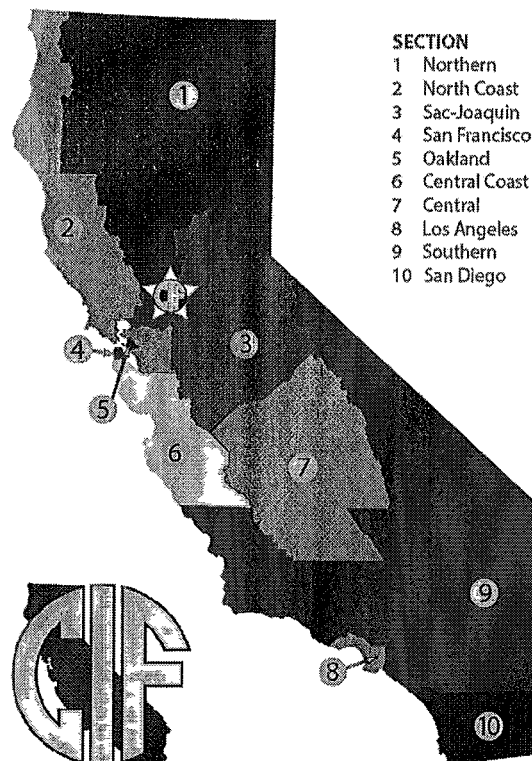 SECTION
1 Northern
2 North Coast
3 Sac-Joaquin
4 San Francisco
5 Oakland
6 Central Coast
7 Central
8 Los Angeles
9 Southern
10 San Diego
1
2
3
4
5
6
7
8
9
10
CIF